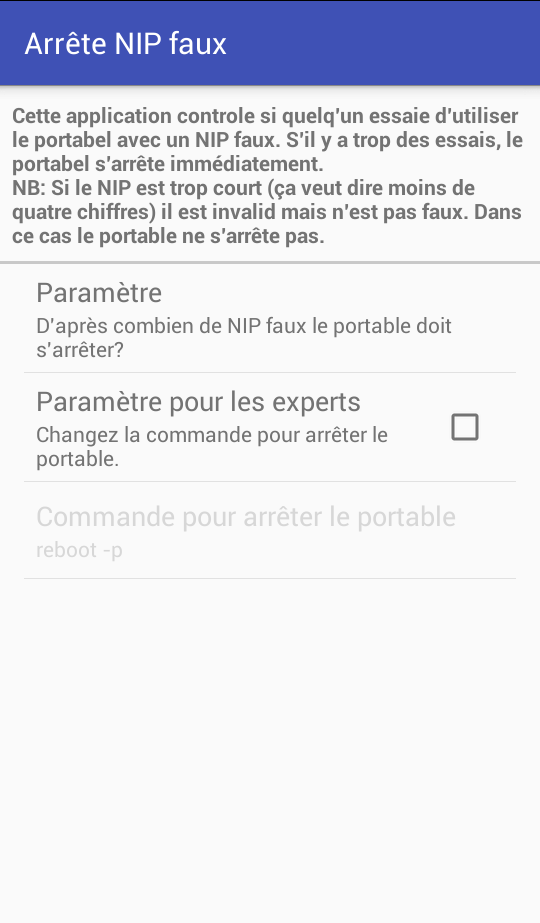 Arrête NIP faux
Cette application controle si quelq'un essaie d'utiliser
le portabel avec un NIP faux. S'il y a trop des essais, le
portabel s'arrête immédiatement.
NB: Si le NIP est trop court (ça veut dire moins de
quatre chiffres) il est invalid mais n'est pas faux. Dans
ce cas le portable ne s'arrête pas.
Paramètre
D'après combien de NIP faux le portable doit
s'arrêter?
Paramètre pour les experts
Changez la commande pour arrêter le
portable.
Commande pour arrêter le portable
reboot -p